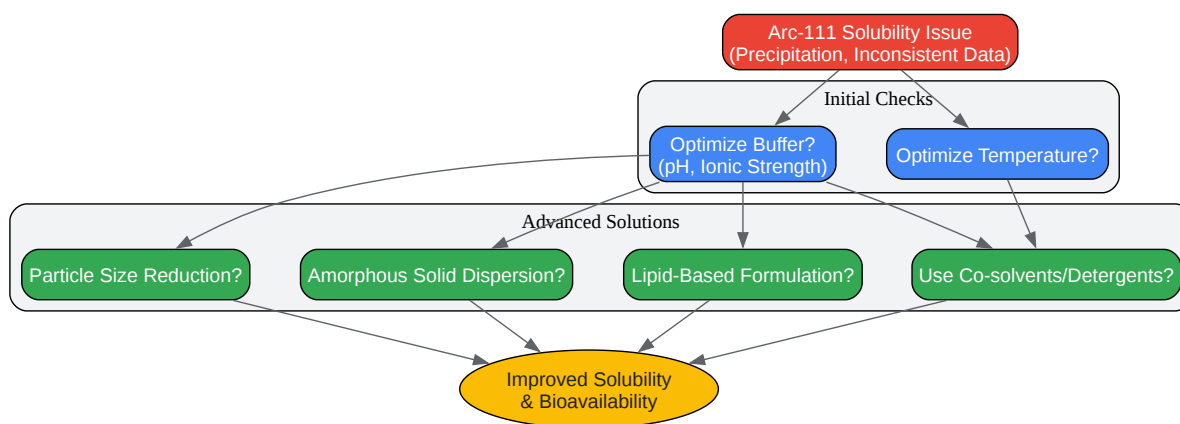 Arc-111 Solubility Issue
(Precipitation, Inconsistent Data)
Initial Checks
Optimize Buffer?
(pH, Ionic Strength)
Optimize Temperature?
Advanced Solutions
Particle Size Reduction?
Amorphous Solid Dispersion?
Lipid-Based Formulation?
Use Co-solvents/Detergents?
Improved Solubility
& Bioavailability